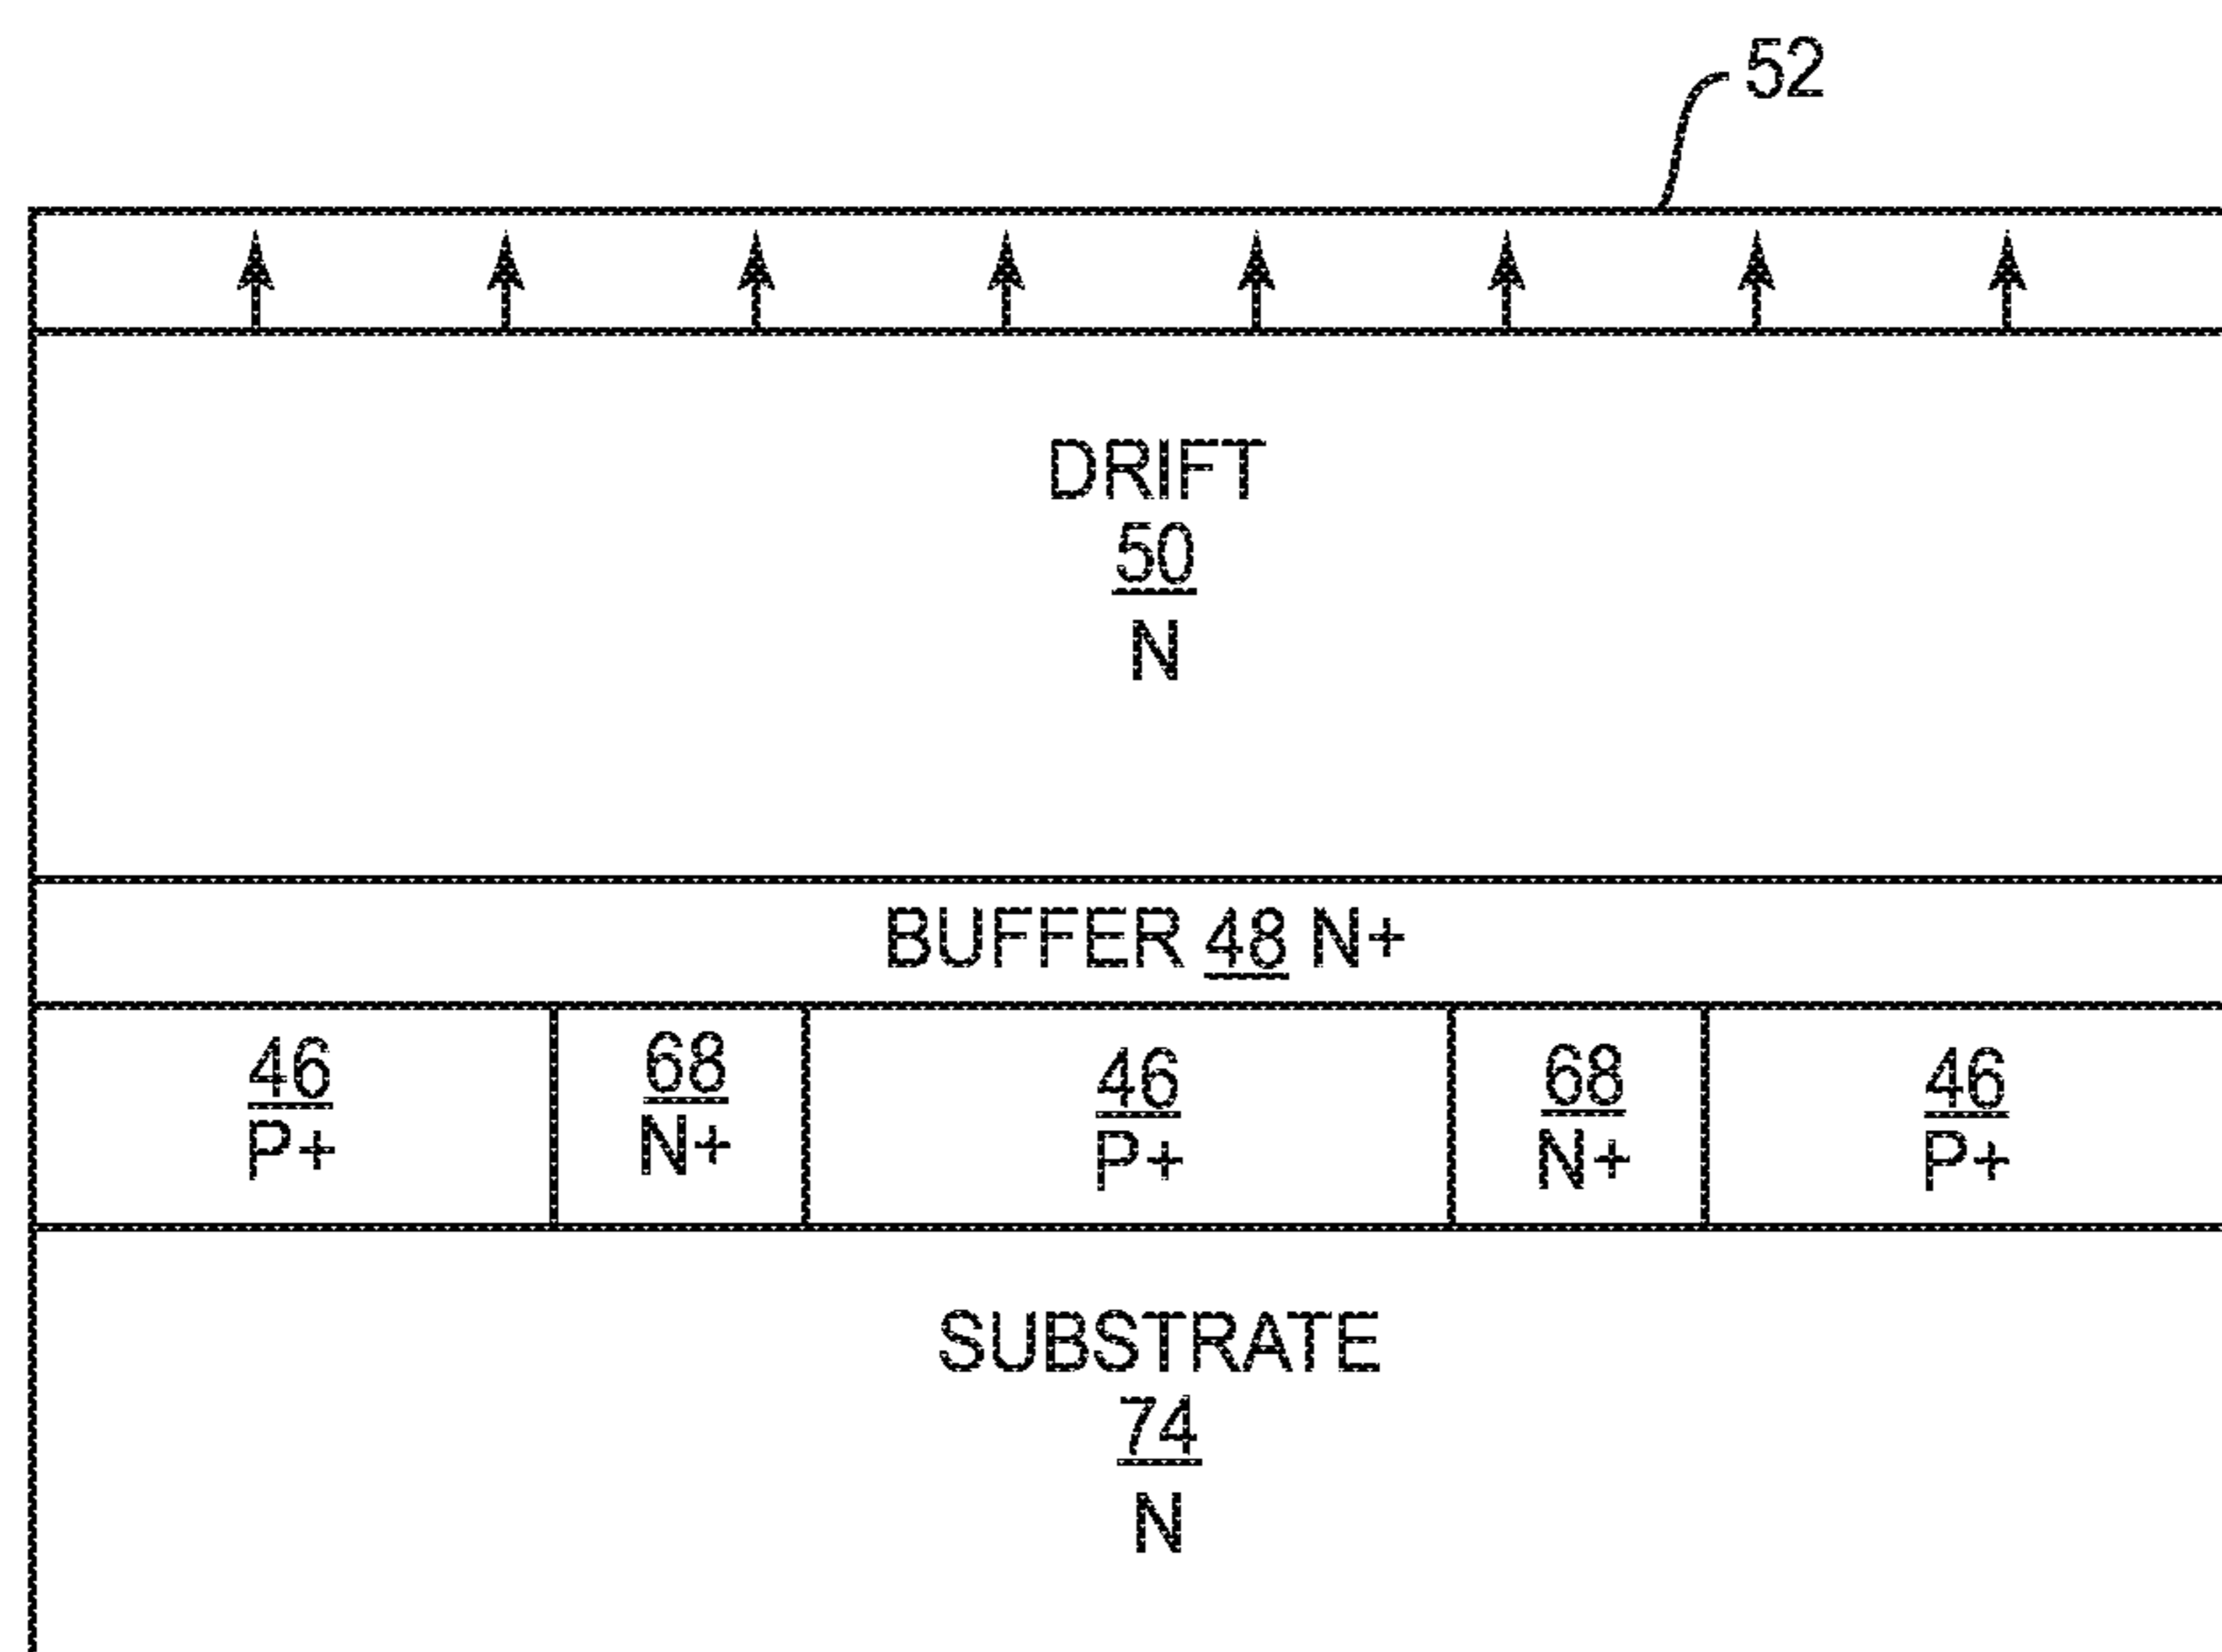 52
DRIFT
50
N
BUFFER 48 N+
46 68 46 68 46
P+ N+ P+ N+ P+
SUBSTRATE
74
N